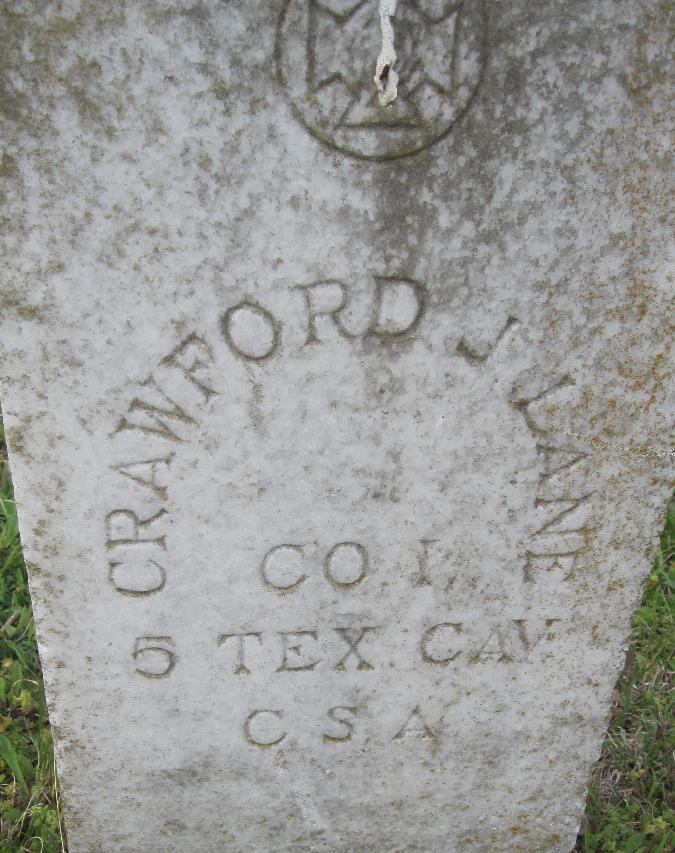 CRAWFORD J. LANE
CO I,
5 TEX. CAV.
C S A